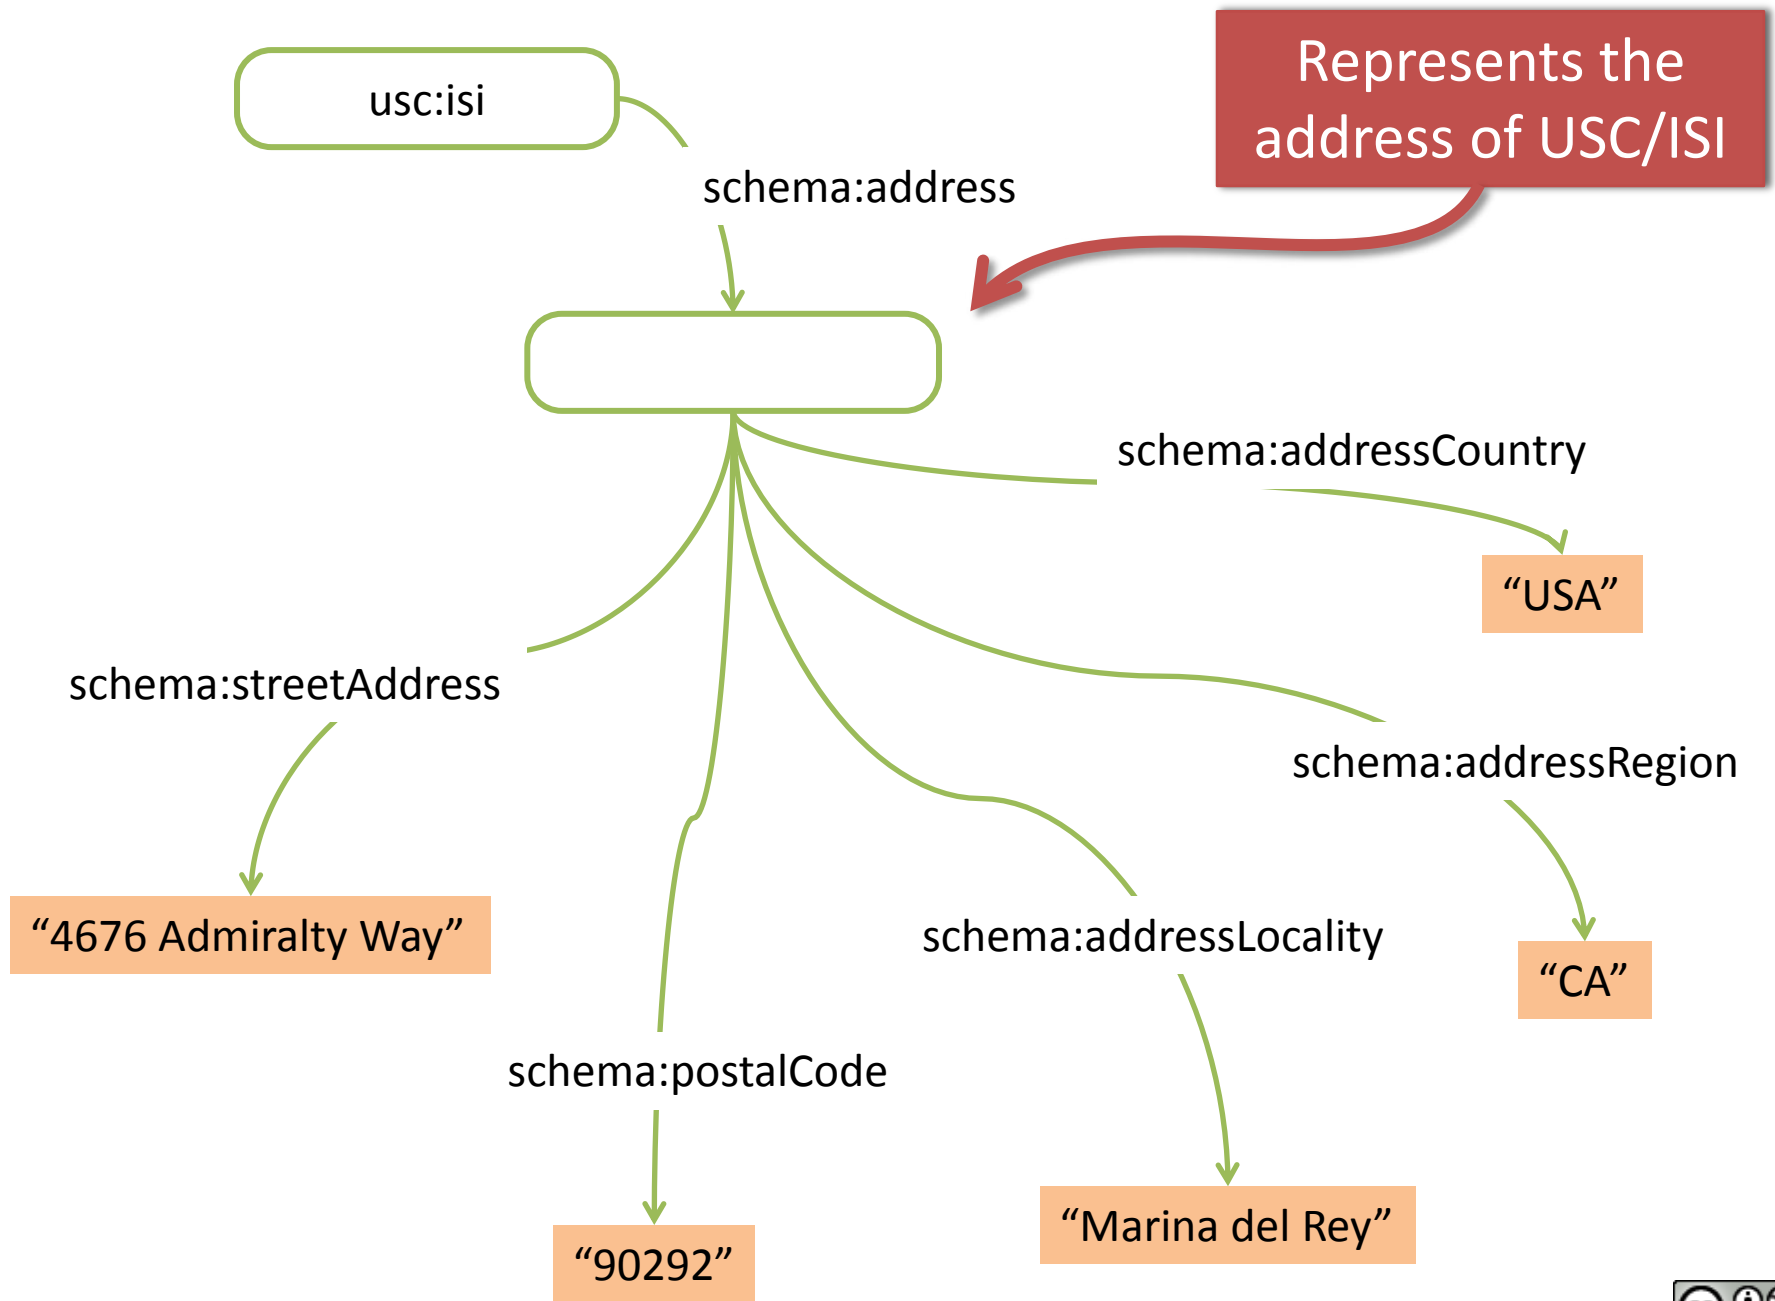 usc:isi
Represents the
address of USC/ISI
schema:address
schema:addressCountry
“USA”
schema:streetAddress
schema:addressRegion
“4676 Admiralty Way”
schema:addressLocality
“CA”
schema:postalCode
“Marina del Rey”
“90292”